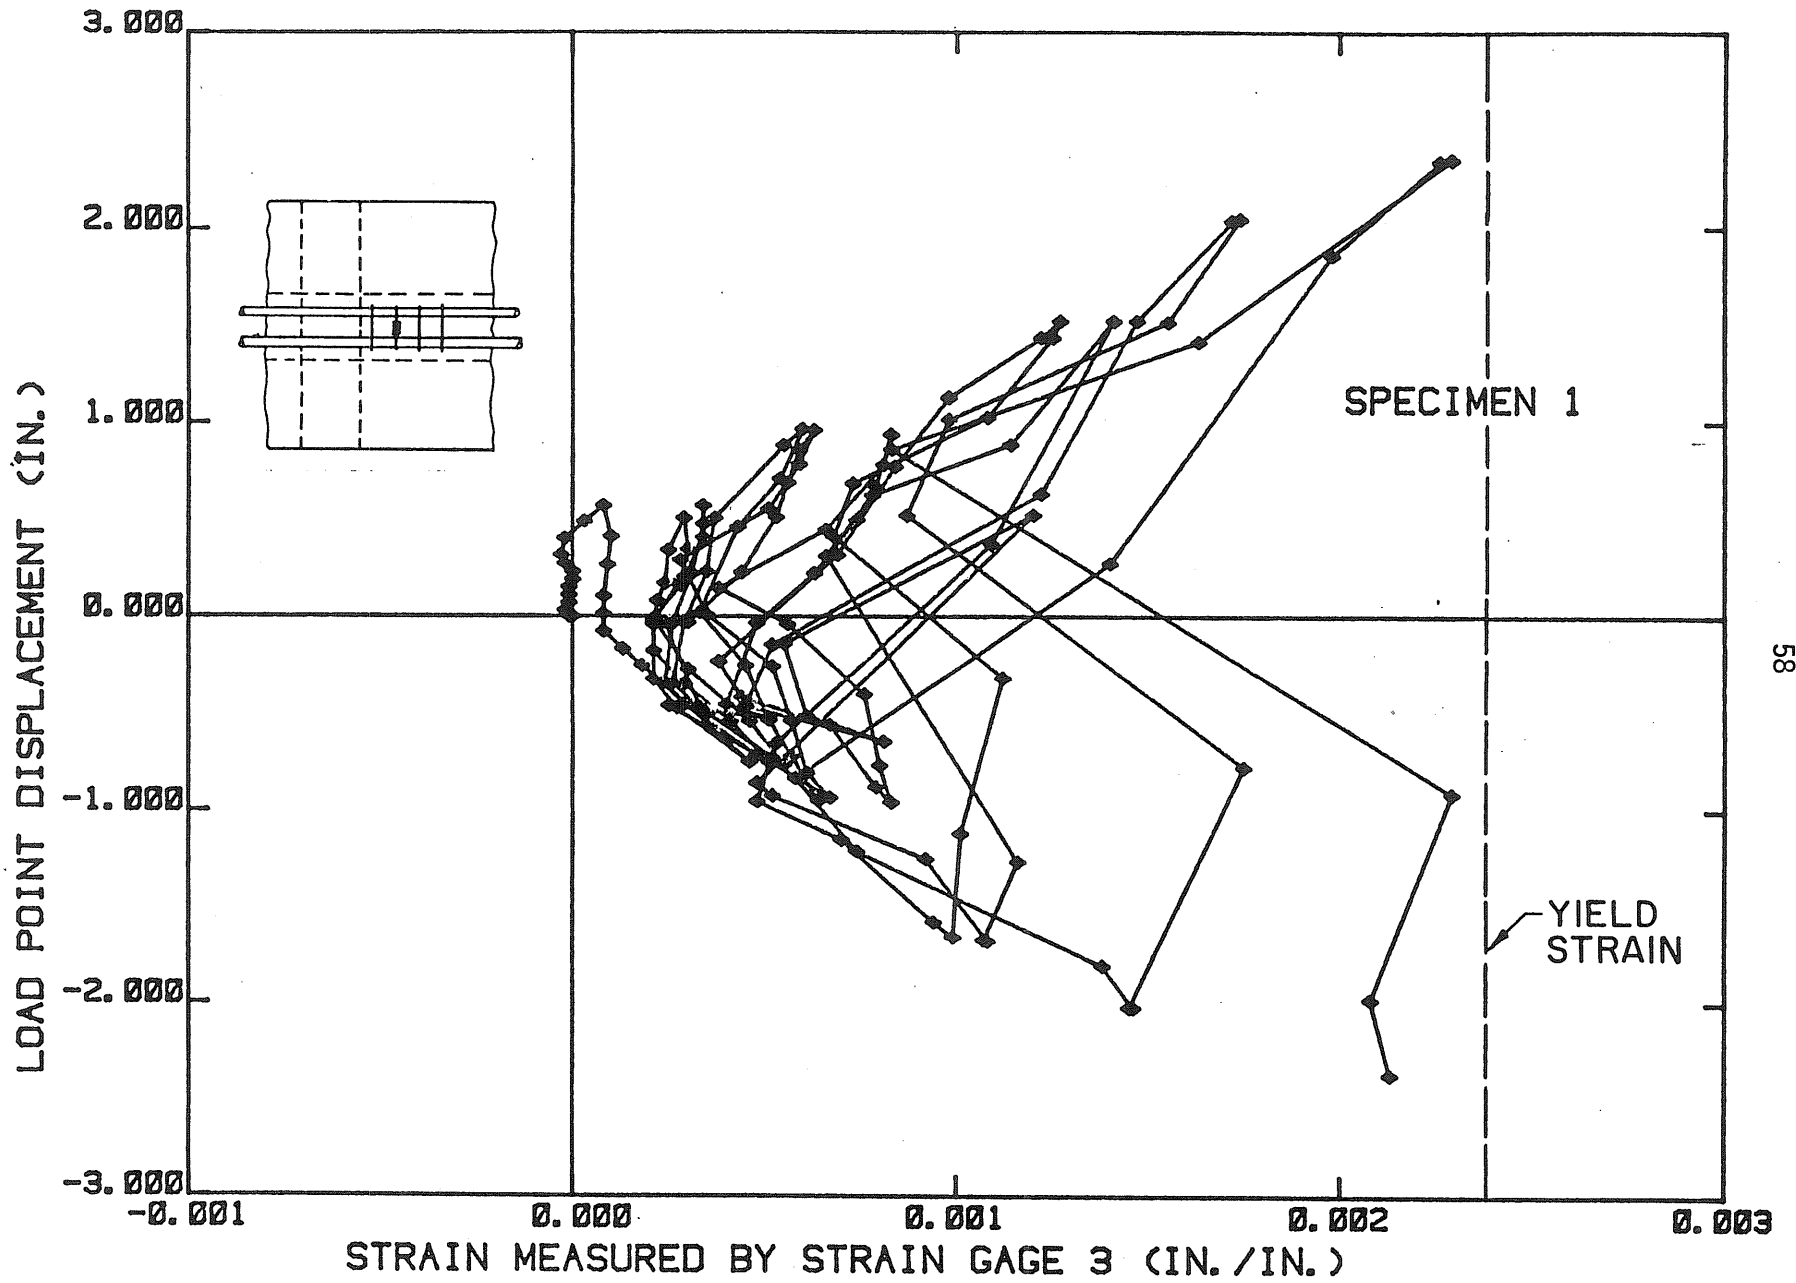 3.000
2.000
1.000
0.000
-1.000
-2.000
-3.000
LOAD POINT DISPLACEMENT (IN.)
SPECIMEN 1
YIELD
STRAIN
-0.001
0.000
0.001
0.002
0.003
STRAIN MEASURED BY STRAIN GAGE 3 (IN./IN.)
58